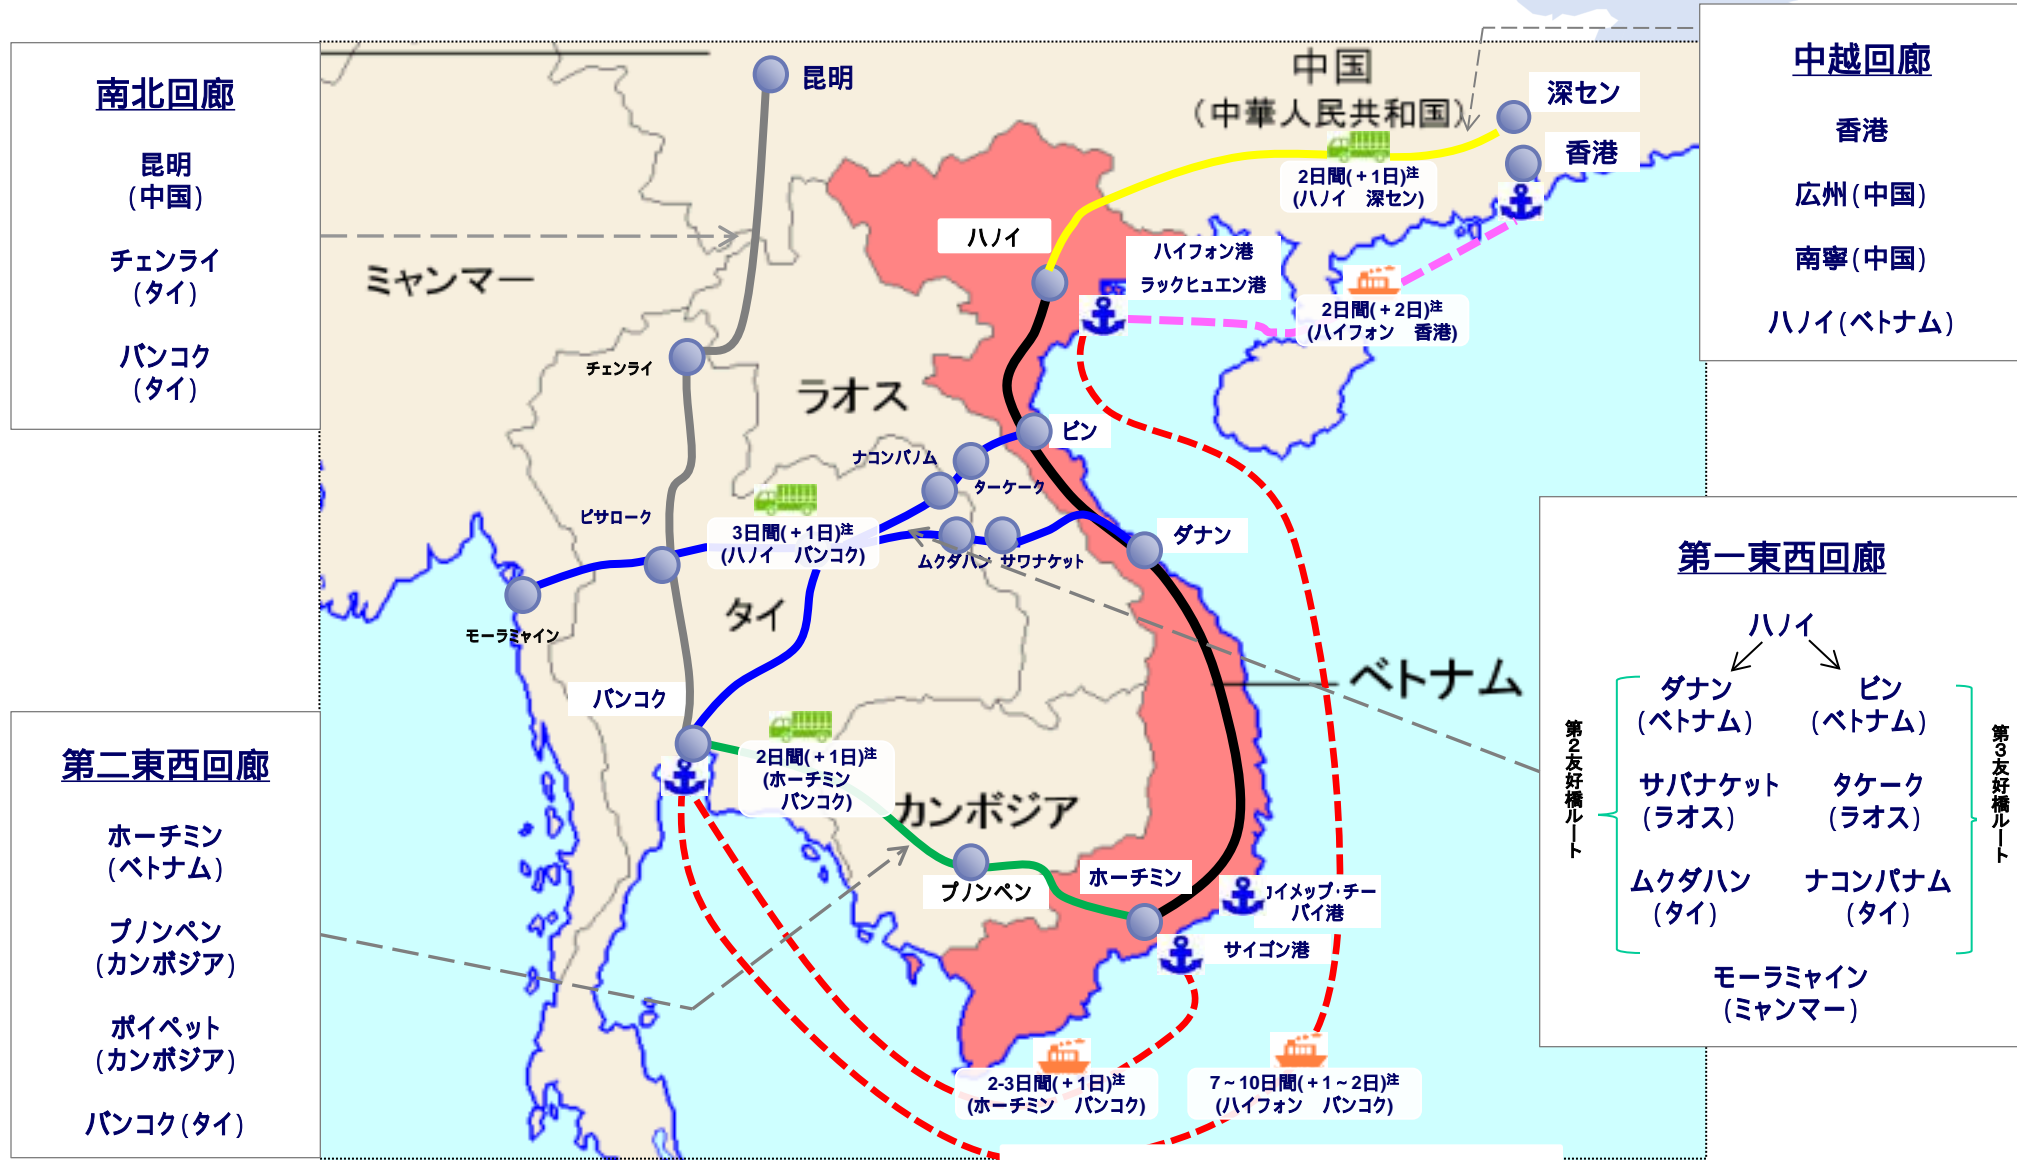 南北回廊
昆明
(中国)
チェンライ
(タイ)
バンコク
(タイ)
第二東西回廊
ホーチミン
(ベトナム)
プノンペン
(カンボジア)
ポイペット
(カンボジア)
バンコク(タイ)
昆明
中国
(中華人民共和国)
深セン
香港
2日間(+1日)注
(ハノイ 深セン)
ハノイ
ハイフォン港
ラックヒュエン港
2日間(+2日)注
(ハイフォン 香港)
ミャンマー
チェンライ
ラオス
ビン
ナコンパノム
ターケーク
ピサローク
3日間(+1日)注
(ハノイ バンコク)
ムクダハン
サワナケット
ダナン
モーラミャイン
タイ
ベトナム
バンコク
2日間(+1日)注
(ホーチミン
バンコク)
カンボジア
プノンペン
ホーチミン
イメップ・チー
バイ港
サイゴン港
2-3日間(+1日)注
(ホーチミン バンコク)
7~10日間(+1~2日)注
(ハイフォン バンコク)
中越回廊
香港
広州(中国)
南寧(中国)
ハノイ(ベトナム)
第一東西回廊
ハノイ
ダナン
(ベトナム)
サバナケット
(ラオス)
ムクダハン
(タイ)
第2友好橋ルート
ビン
(ベトナム)
タケーク
(ラオス)
ナコンパナム
(タイ)
第3友好橋ルート
モーラミャイン
(ミャンマー)